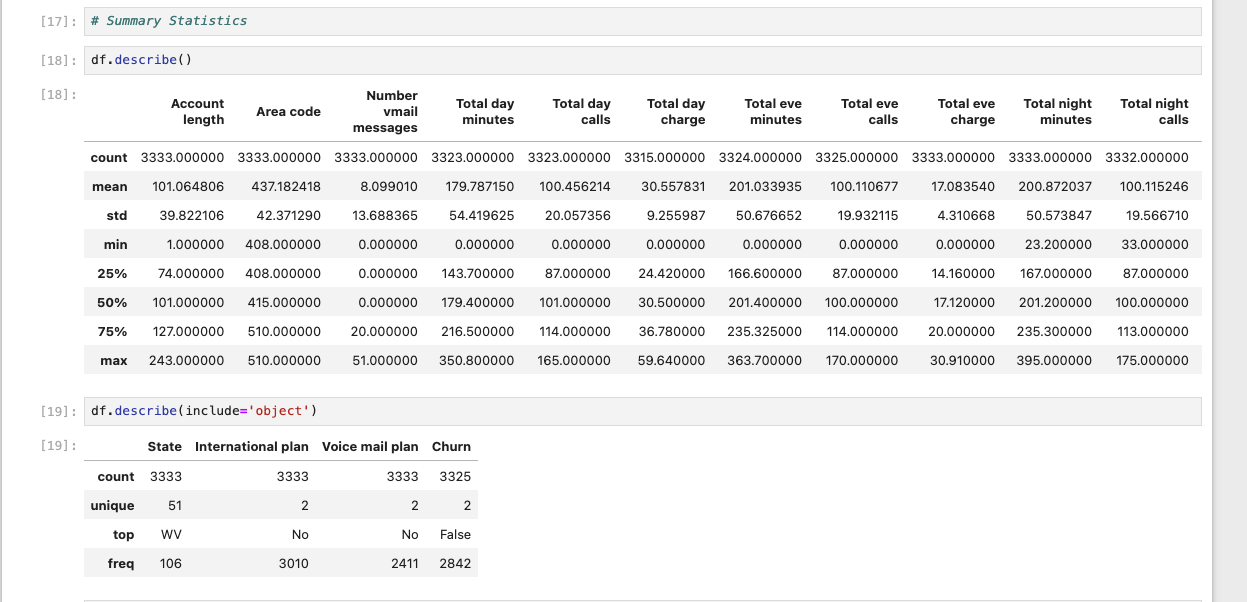 [17]: # Summary Statistics
[18]: df.describe()
[18]:
Account length Area code Number vmail messages Total day minutes Total day calls Total day charge Total eve minutes Total eve calls Total eve charge Total night minutes Total night calls
count 3333.000000 3333.000000 3333.000000 3323.000000 3323.000000 3315.000000 3324.000000 3325.000000 3333.000000 3333.000000 3332.000000
mean 101.064806 437.182418 8.099010 179.787150 100.456214 30.557831 201.033935 100.110677 17.083540 200.872037 100.115246
std 39.822106 42.371290 13.688365 54.419625 20.057356 9.255987 50.676652 19.932115 4.310668 50.573847 19.566710
min 1.000000 408.000000 0.000000 0.000000 0.000000 0.000000 0.000000 0.000000 0.000000 23.200000 33.000000
25% 74.000000 408.000000 0.000000 143.700000 87.000000 24.420000 166.600000 87.000000 14.160000 167.000000 87.000000
50% 101.000000 415.000000 0.000000 179.400000 101.000000 30.500000 201.400000 100.000000 17.120000 201.200000 100.000000
75% 127.000000 510.000000 20.000000 216.500000 114.000000 36.780000 235.325000 114.000000 20.000000 235.300000 113.000000
max 243.000000 510.000000 51.000000 350.800000 165.000000 59.640000 363.700000 170.000000 30.910000 395.000000 175.000000
[19]: df.describe(include='object')
[19]:
State International plan Voice mail plan Churn
count 3333 3333 3333 3325
unique 51 2 2 2
top WV No No False
freq 106 3010 2411 2842